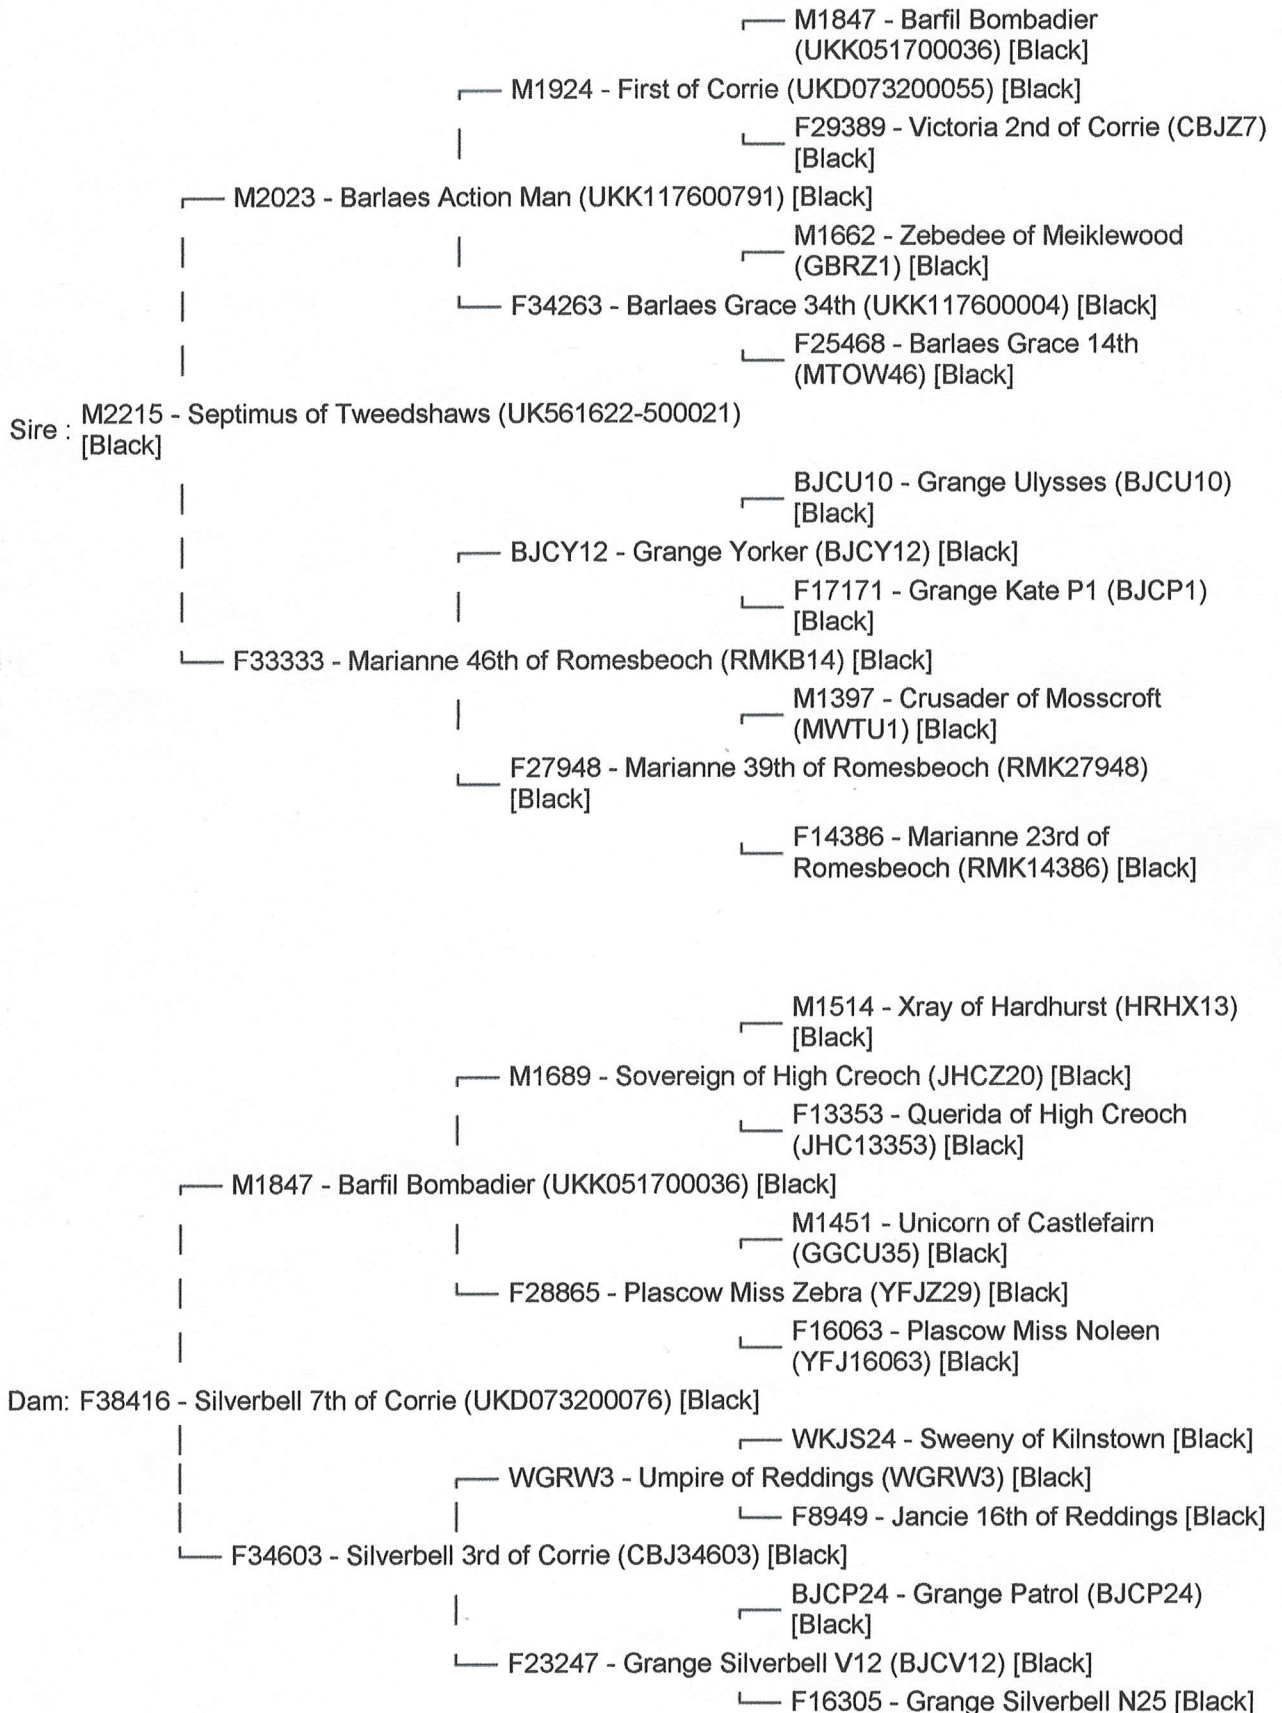 M1847 - Barfil Bombadier
(UKK051700036) [Black]
M1924 - First of Corrie (UKD073200055) [Black]
F29389 - Victoria 2nd of Corrie (CBJZ7)
[Black]
M2023 - Barlaes Action Man (UKK117600791) [Black]
M1662 - Zebedee of Meiklewood
(GBRZ1) [Black]
F34263 - Barlaes Grace 34th (UKK117600004) [Black]
F25468 - Barlaes Grace 14th
(MTOW46) [Black]
Sire : M2215 - Septimus of Tweedshaws (UK561622-500021)
[Black]
BJCU10 - Grange Ulysses (BJCU10)
[Black]
BJCY12 - Grange Yorker (BJCY12) [Black]
F17171 - Grange Kate P1 (BJCP1)
[Black]
F33333 - Marianne 46th of Romesbeoch (RMKB14) [Black]
M1397 - Crusader of Mosscroft
(MWTU1) [Black]
F27948 - Marianne 39th of Romesbeoch (RMK27948)
[Black]
F14386 - Marianne 23rd of
Romesbeoch (RMK14386) [Black]
M1514 - Xray of Hardhurst (HRHX13)
[Black]
M1689 - Sovereign of High Creoch (JHCZ20) [Black]
F13353 - Querida of High Creoch
(JHC13353) [Black]
M1847 - Barfil Bombadier (UKK051700036) [Black]
M1451 - Unicorn of Castlefairn
(GGCU35) [Black]
F28865 - Plascow Miss Zebra (YFJZ29) [Black]
F16063 - Plascow Miss Noleen
(YFJ16063) [Black]
Dam: F38416 - Silverbell 7th of Corrie (UKD073200076) [Black]
WKJS24 - Sweeny of Kilnstown [Black]
WGRW3 - Umpire of Reddings (WGRW3) [Black]
F8949 - Jancie 16th of Reddings [Black]
F34603 - Silverbell 3rd of Corrie (CBJ34603) [Black]
BJCP24 - Grange Patrol (BJCP24)
[Black]
F23247 - Grange Silverbell V12 (BJCV12) [Black]
F16305 - Grange Silverbell N25 [Black]